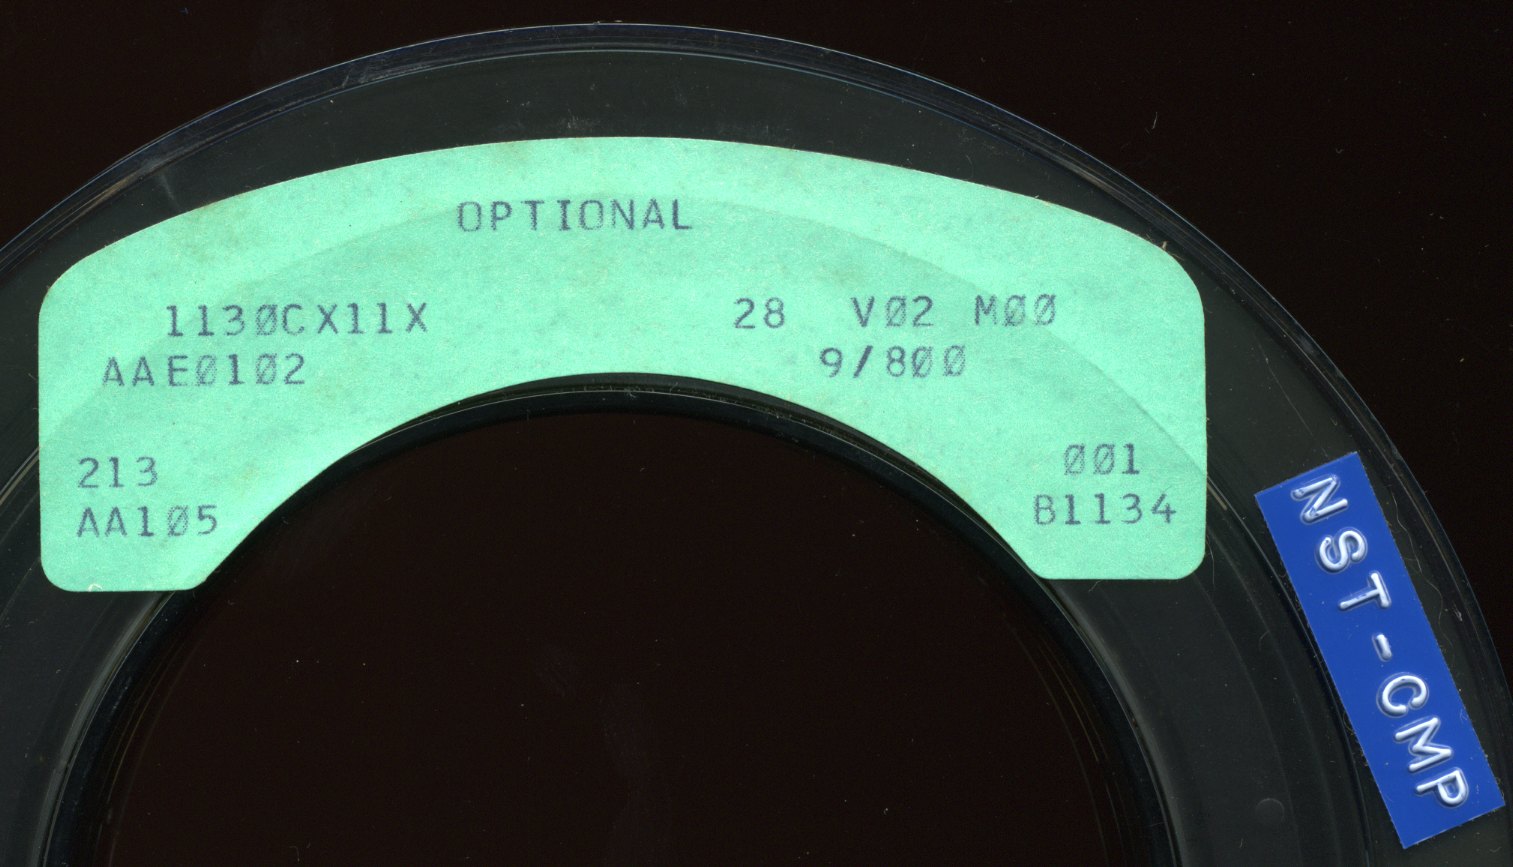 OPTIONAL
1130CX11X 28 V02 M00
AAE0102 9/800
213 001
AA105 B1134
NST-CMP